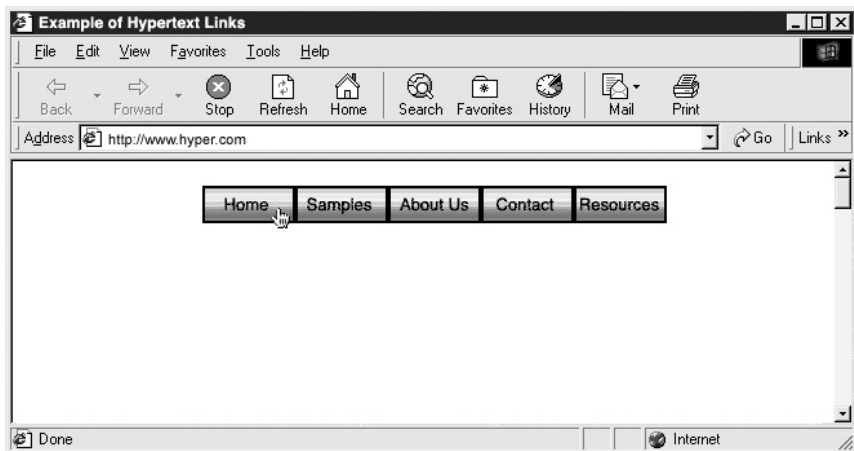 Example of Hypertext Links
File Edit View Favorites Tools Help
Back Forward Stop Refresh Home Search Favorites History Mail Print
Address http://www.hyper.com Go Links »
Home Samples About Us Contact Resources
Done Internet